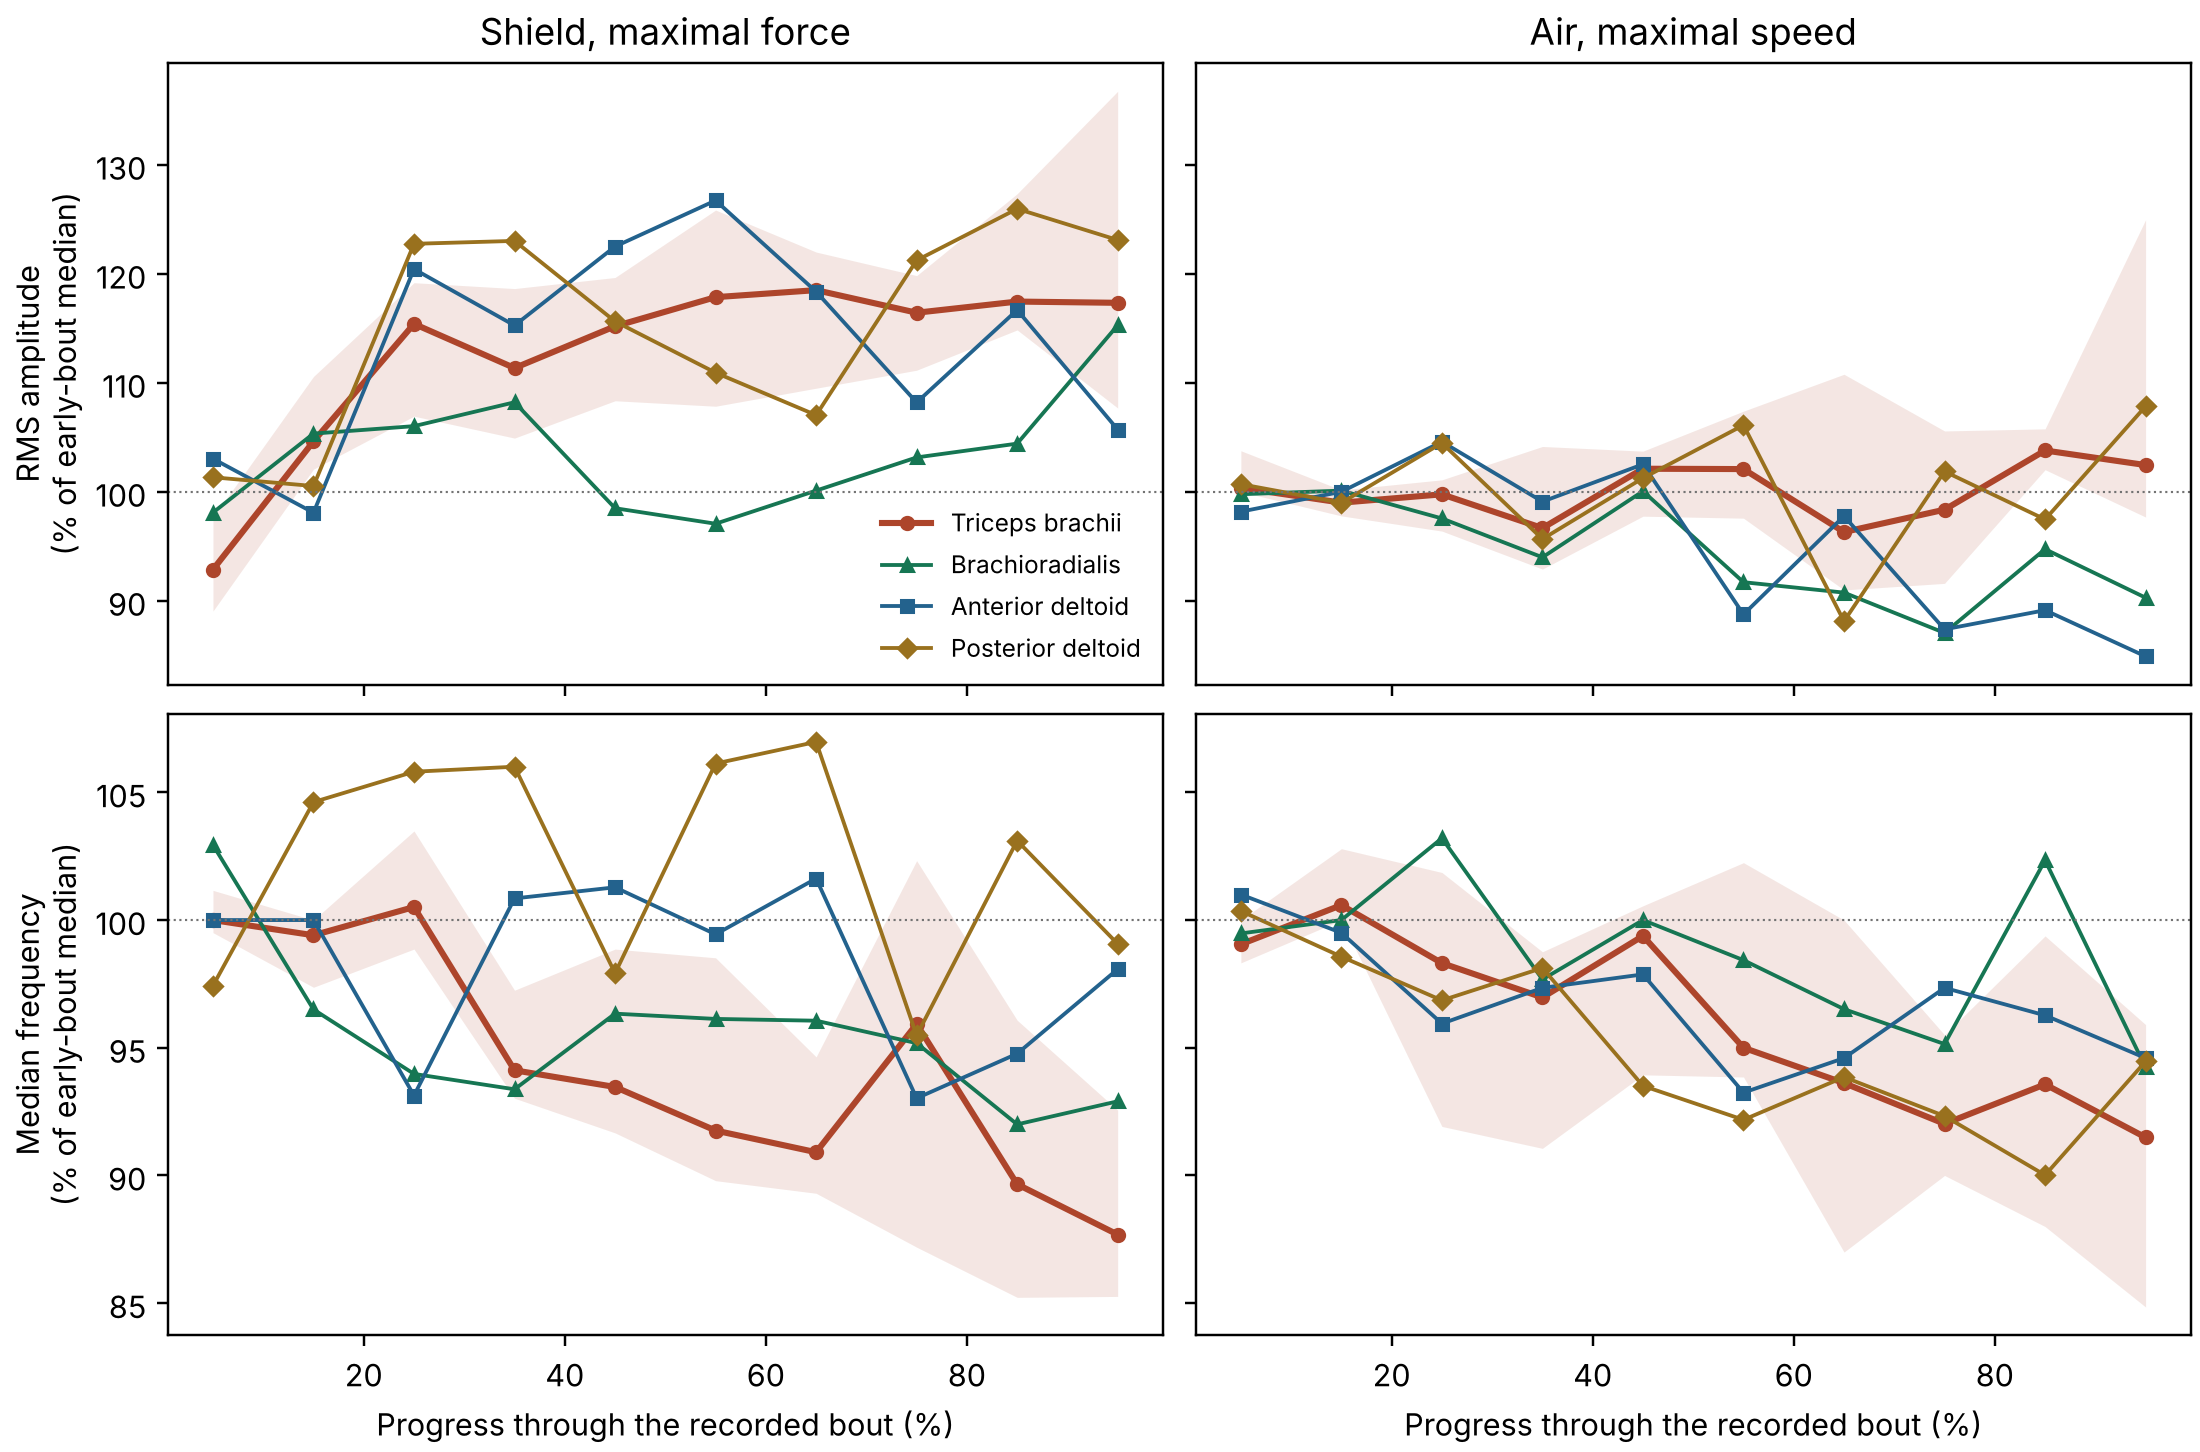 Shield, maximal force
Air, maximal speed
RMS amplitude
(% of early-bout median)
130
120
110
100
90
Triceps brachii
Brachioradialis
Anterior deltoid
Posterior deltoid
Median frequency
(% of early-bout median)
105
100
95
90
85
20 40 60 80
20 40 60 80
Progress through the recorded bout (%)
Progress through the recorded bout (%)